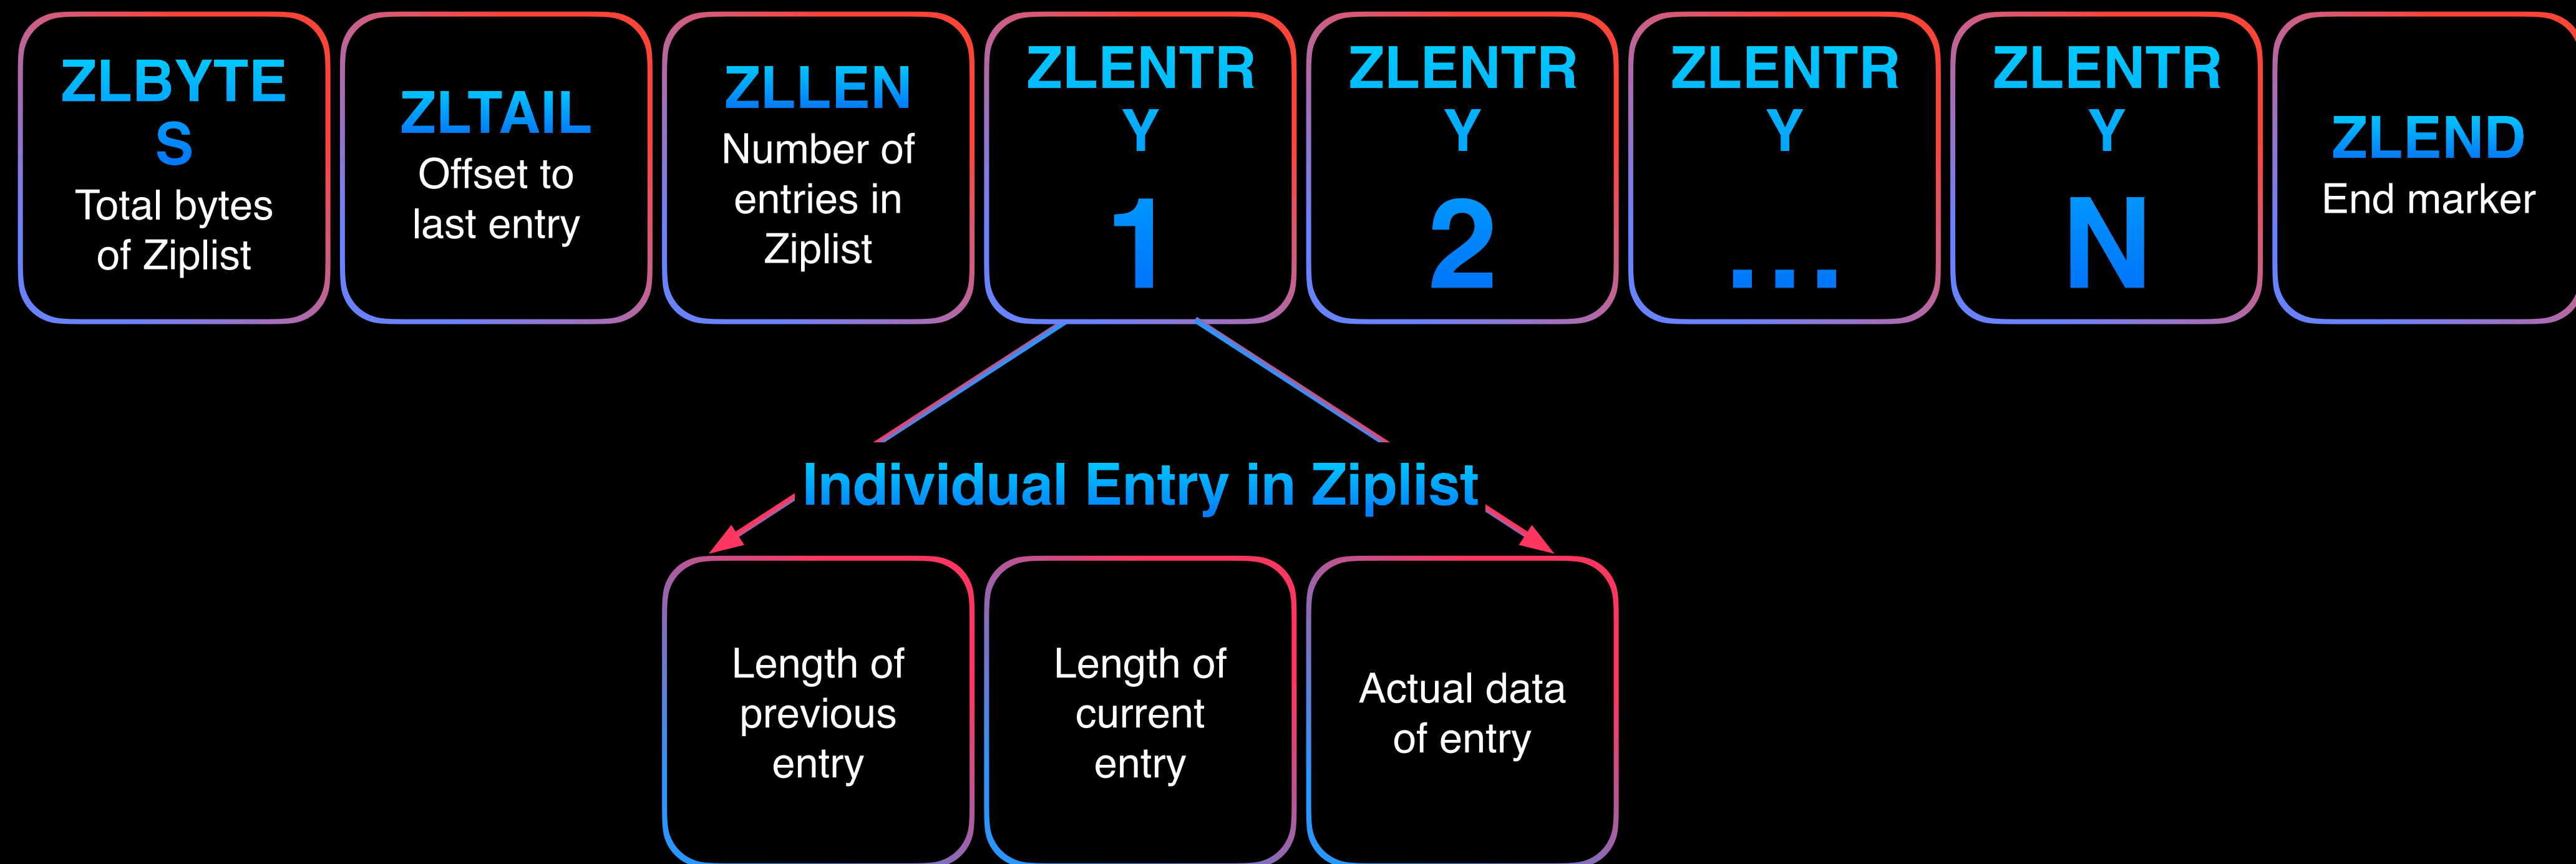 ZLBYTE
S
Total bytes
of Ziplist
ZLTAIL
Offset to
last entry
ZLLEN
Number of
entries in
Ziplist
ZLENTR
Y
1
ZLENTR
Y
2
ZLENTR
Y
...
ZLENTR
Y
N
ZLEND
End marker
Individual Entry in Ziplist
Length of
previous
entry
Length of
current
entry
Actual data
of entry